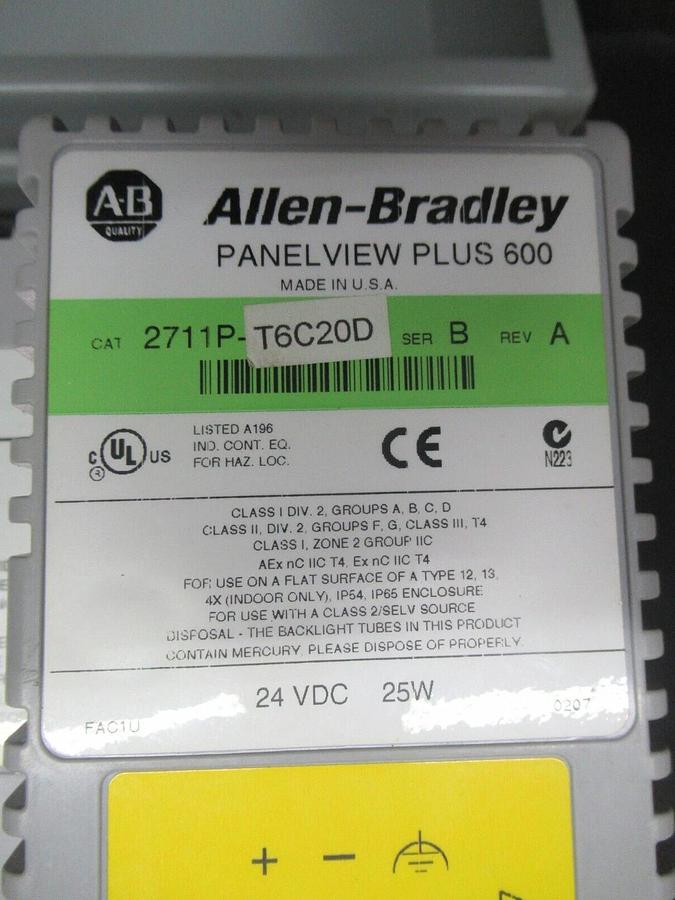 A-B
QUALITY
Allen-Bradley
PANELVIEW PLUS 600
MADE IN U.S.A.
CAT 2711P-T6C20D SER B REV A
C UL US
R
LISTED A196
IND. CONT. EQ.
FOR HAZ. LOC.
CE
N223
CLASS I DIV. 2, GROUPS A, B, C, D
CLASS II, DIV. 2, GROUPS F, G, CLASS III, T4
CLASS I, ZONE 2 GROUP IIC
AEx nC IIC T4, Ex nC IIC T4
FOR USE ON A FLAT SURFACE OF A TYPE 12, 13,
4X (INDOOR ONLY), IP54, IP65 ENCLOSURE
FOR USE WITH A CLASS 2/SELV SOURCE
DISPOSAL - THE BACKLIGHT TUBES IN THIS PRODUCT
CONTAIN MERCURY. PLEASE DISPOSE OF PROPERLY.
24 VDC 25W
FAC1U
0207
+ -